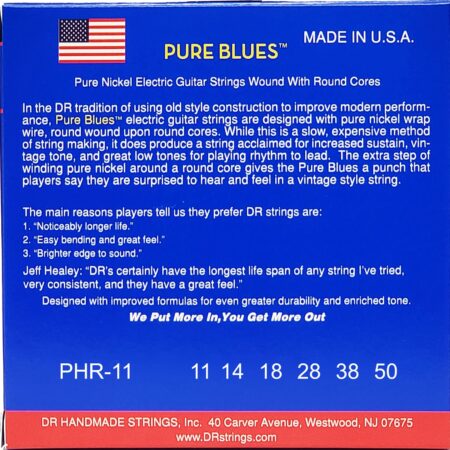 PURE BLUES™
MADE IN U.S.A.
Pure Nickel Electric Guitar Strings Wound With Round Cores
In the DR tradition of using old style construction to improve modern perform-
ance, Pure Blues™ electric guitar strings are designed with pure nickel wrap
wire, round wound upon round cores. While this is a slow, expensive method
of string making, it does produce a string acclaimed for increased sustain, vin-
tage tone, and great low tones for playing rhythm to lead. The extra step of
winding pure nickel around a round core gives the Pure Blues a punch that
players say they are surprised to hear and feel in a vintage style string.
The main reasons players tell us they prefer DR strings are:
1. “Noticeably longer life.”
2. “Easy bending and great feel.”
3. “Brighter edge to sound.”
Jeff Healey: “DR’s certainly have the longest life span of any string I’ve tried,
very consistent, and they have a great feel.”
Designed with improved formulas for even greater durability and enriched tone.
We Put More In,You Get More Out
PHR-11 11 14 18 28 38 50
DR HANDMADE STRINGS, Inc. 40 Carver Avenue, Westwood, NJ 07675
www.DRstrings.com